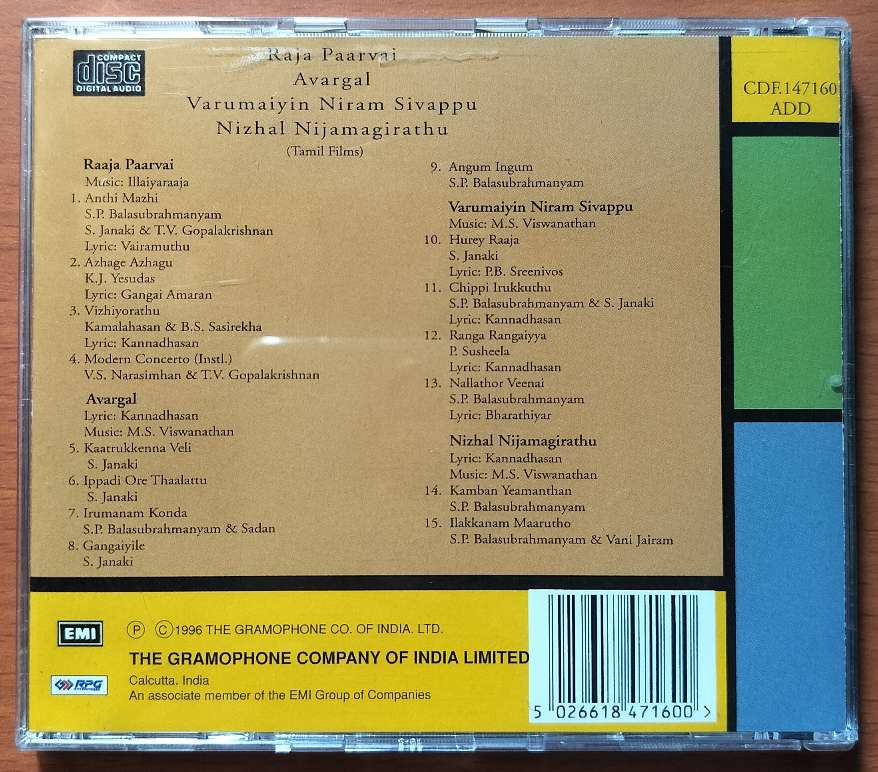 COMPACT
disc
DIGITAL AUDIO
Raja Paarvai
Avargal
Varumaiyin Niram Sivappu
Nizhal Nijamagirathu
(Tamil Films)
CDF.147160
ADD
Raaja Paarvai
Music: Illaiyaraaja
1. Anthi Mazhi
S.P. Balasubrahmanyam
S. Janaki & T.V. Gopalakrishnan
Lyric: Vairamuthu
2. Azhage Azhagu
K.J. Yesudas
Lyric: Gangai Amaran
3. Vizhiyorathu
Kamalahasan & B.S. Sasirekha
Lyric: Kannadhasan
4. Modern Concerto (Instl.)
V.S. Narasimhan & T.V. Gopalakrishnan
Avargal
Lyric: Kannadhasan
Music: M.S. Viswanathan
5. Kaatrukkenna Veli
S. Janaki
6. Ippadi Ore Thaalattu
S. Janaki
7. Irumanam Konda
S.P. Balasubrahmanyam & Sadan
8. Gangaiyile
S. Janaki
9. Angum Ingum
S.P. Balasubrahmanyam
Varumaiyin Niram Sivappu
Music: M.S. Viswanathan
10. Hurey Raaja
S. Janaki
Lyric: P.B. Sreenivos
11. Chippi Irukkuthu
S.P. Balasubrahmanyam & S. Janaki
Lyric: Kannadhasan
12. Ranga Rangaiyya
P. Susheela
Lyric: Kannadhasan
13. Nallathor Veenai
S.P. Balasubrahmanyam
Lyric: Bharathiyar
Nizhal Nijamagirathu
Lyric: Kannadhasan
Music: M.S. Viswanathan
14. Kamban Yeamanthan
S.P. Balasubrahmanyam
15. Ilakkanam Maarutho
S.P. Balasubrahmanyam & Vani Jairam
EMI
Ⓟ Ⓒ1996 THE GRAMOPHONE CO. OF INDIA. LTD.
THE GRAMOPHONE COMPANY OF INDIA LIMITED
RPG
Calcutta. India
An associate member of the EMI Group of Companies
5 026618 471600 >